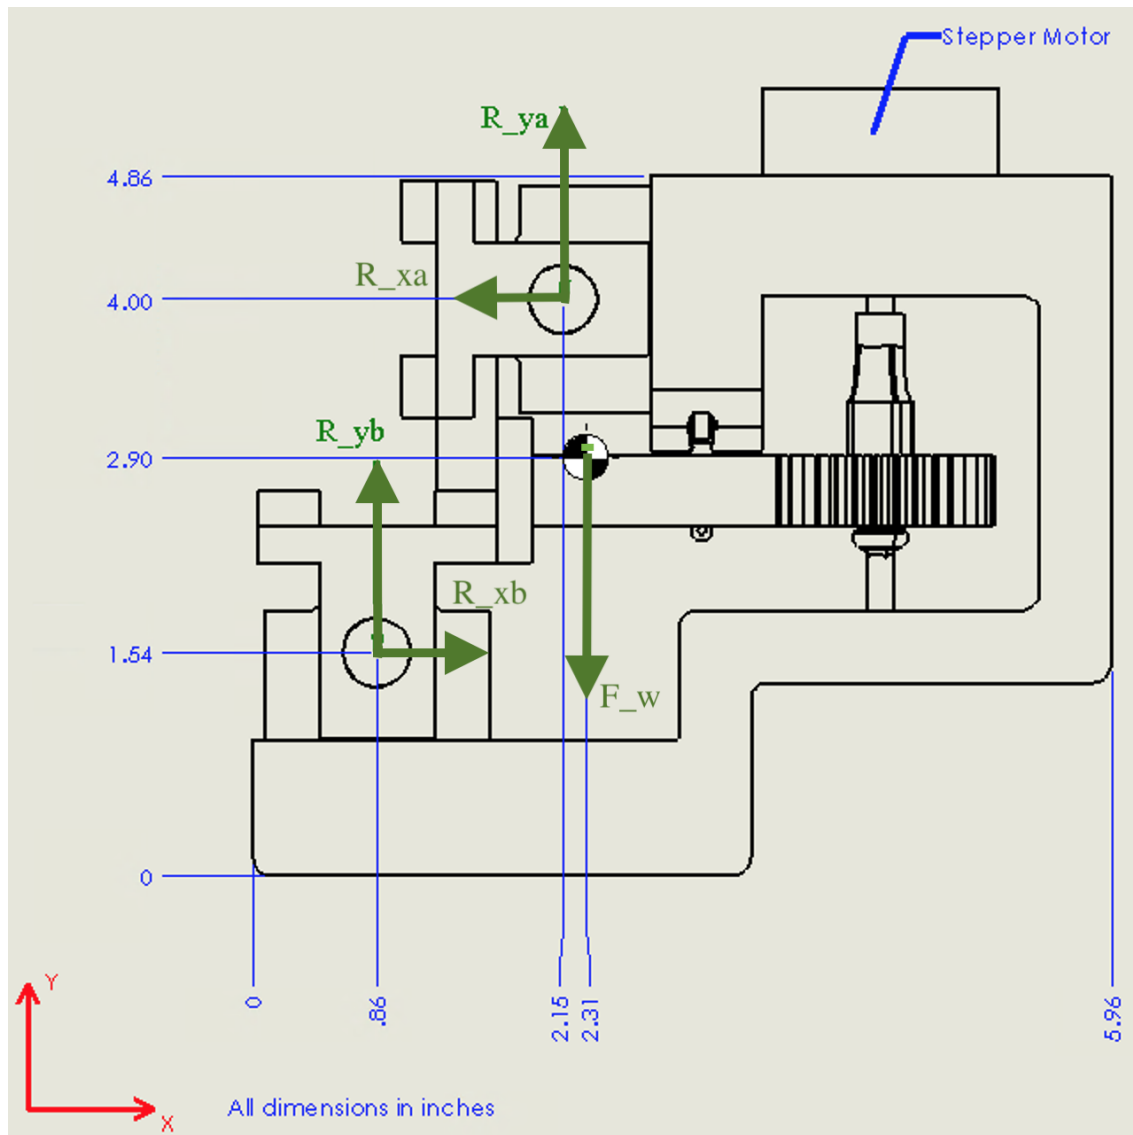 Stepper Motor
R_ya
4.86
R_xa
4.00
R_yb
2.90
R_xb
1.54
F_w
0
Y
0
.86
2.15
2.31
5.96
X
All dimensions in inches